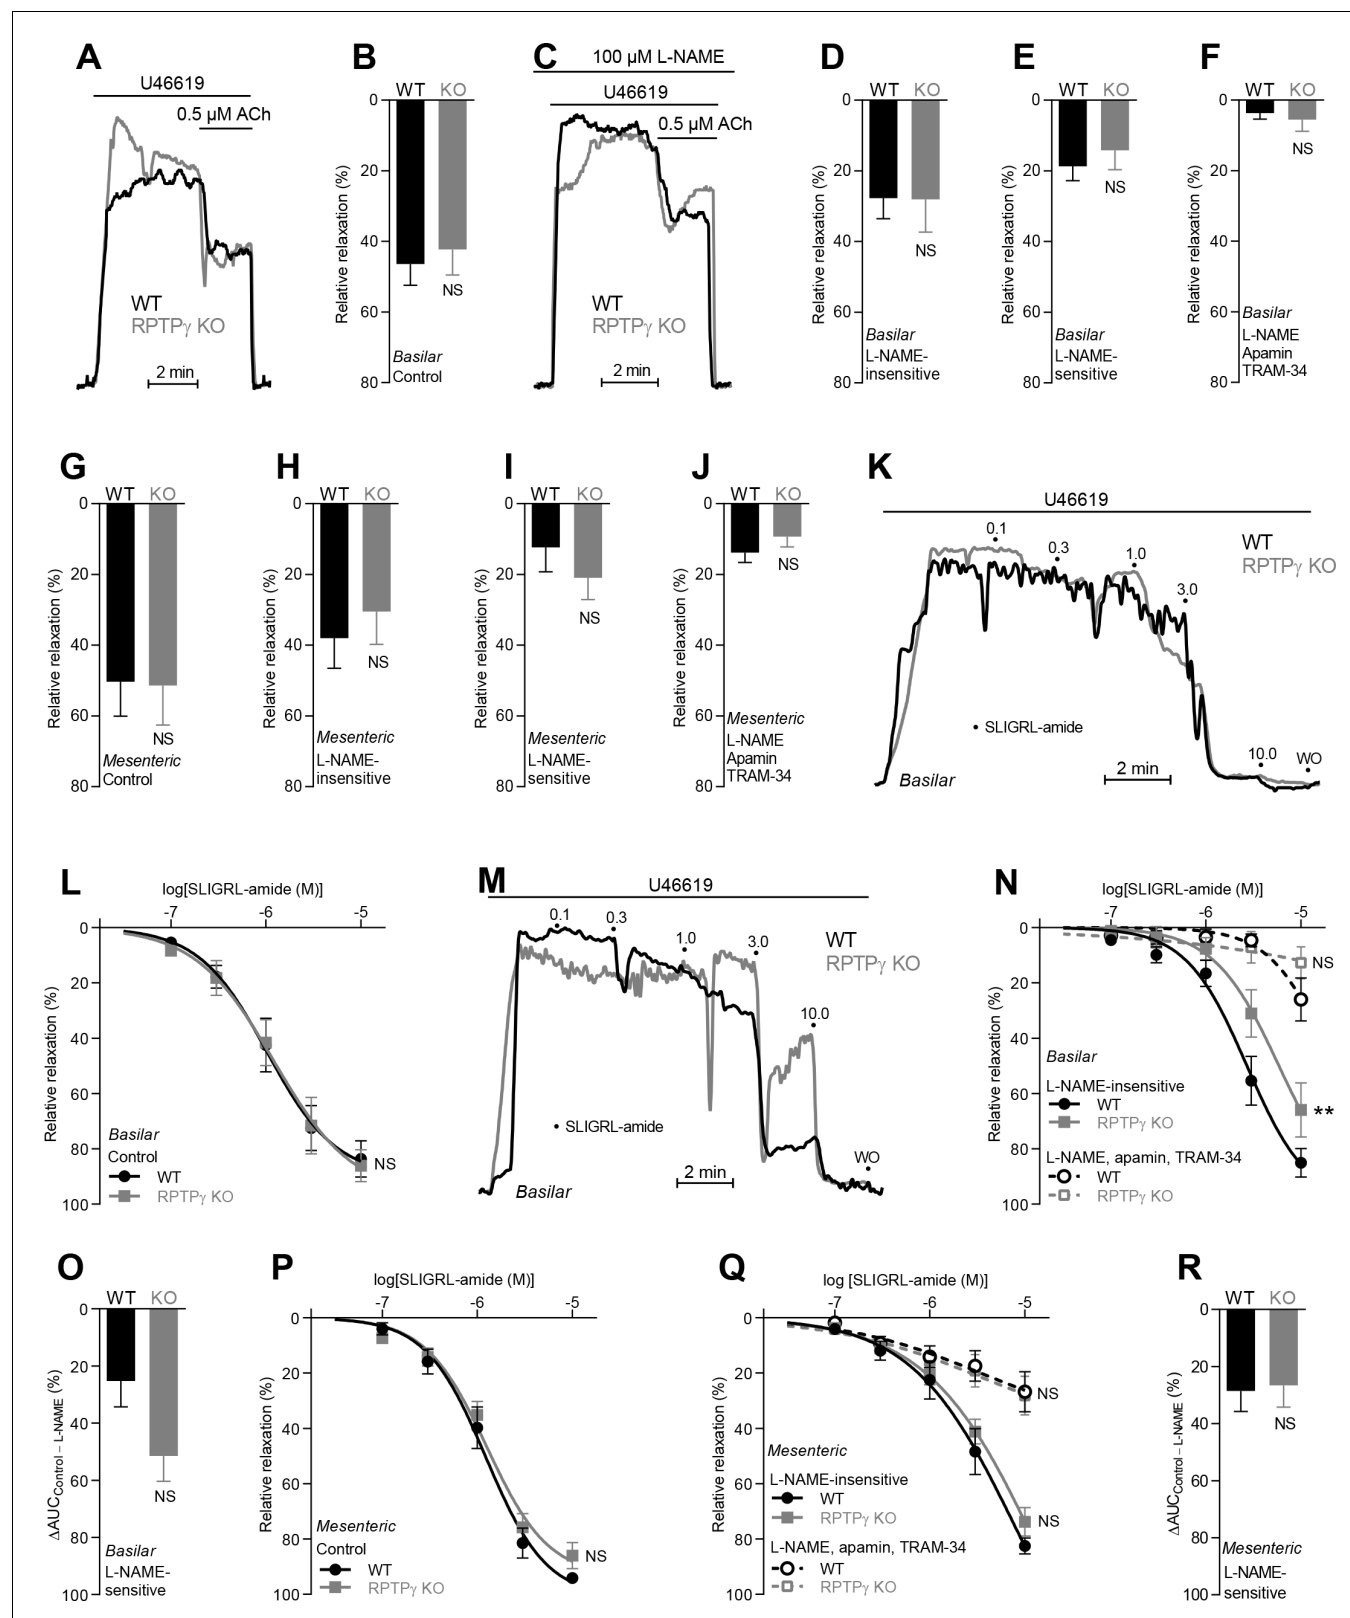 A
U46619
0.5 µM ACh
WT
RPTPγ KO
2 min
B
WT KO
0
20
40
60
80
Relative relaxation (%)
NS
Basilar
Control
C
100 µM L-NAME
U46619
0.5 µM ACh
WT
RPTPγ KO
2 min
D
WT KO
0
20
40
60
80
Relative relaxation (%)
NS
Basilar
L-NAME-
insensitive
E
WT KO
0
20
40
60
80
Relative relaxation (%)
NS
Basilar
L-NAME-
sensitive
F
WT KO
0
20
40
60
80
Relative relaxation (%)
NS
Basilar
L-NAME
Apamin
TRAM-34
G
WT KO
0
20
40
60
80
Relative relaxation (%)
NS
Mesenteric
Control
H
WT KO
0
20
40
60
80
Relative relaxation (%)
NS
Mesenteric
L-NAME-
insensitive
I
WT KO
0
20
40
60
80
Relative relaxation (%)
NS
Mesenteric
L-NAME-
sensitive
J
WT KO
0
20
40
60
80
Relative relaxation (%)
NS
Mesenteric
L-NAME
Apamin
TRAM-34
K
U46619
0.1
0.3
1.0
3.0
10.0
WO
WT
RPTPγ KO
• SLIGRL-amide
2 min
Basilar
L
log[SLIGRL-amide (M)]
-7 -6 -5
0
20
40
60
80
100
Relative relaxation (%)
NS
Basilar
Control
WT
RPTPγ KO
M
U46619
0.1
0.3
1.0
3.0
10.0
WO
WT
RPTPγ KO
• SLIGRL-amide
2 min
Basilar
N
log[SLIGRL-amide (M)]
-7 -6 -5
0
20
40
60
80
100
Relative relaxation (%)
NS
**
Basilar
L-NAME-insensitive
WT
RPTPγ KO
L-NAME, apamin, TRAM-34
WT
RPTPγ KO
O
WT KO
0
20
40
60
80
100
ΔAUCControl – L-NAME (%)
NS
Basilar
L-NAME-
sensitive
P
log[SLIGRL-amide (M)]
-7 -6 -5
0
20
40
60
80
100
Relative relaxation (%)
NS
Mesenteric
Control
WT
RPTPγ KO
Q
log [SLIGRL-amide (M)]
-7 -6 -5
0
20
40
60
80
100
Relative relaxation (%)
NS
NS
Mesenteric
L-NAME-insensitive
WT
RPTPγ KO
L-NAME, apamin, TRAM-34
WT
RPTPγ KO
R
WT KO
0
20
40
60
80
100
ΔAUCControl – L-NAME (%)
NS
Mesenteric
L-NAME-
sensitive